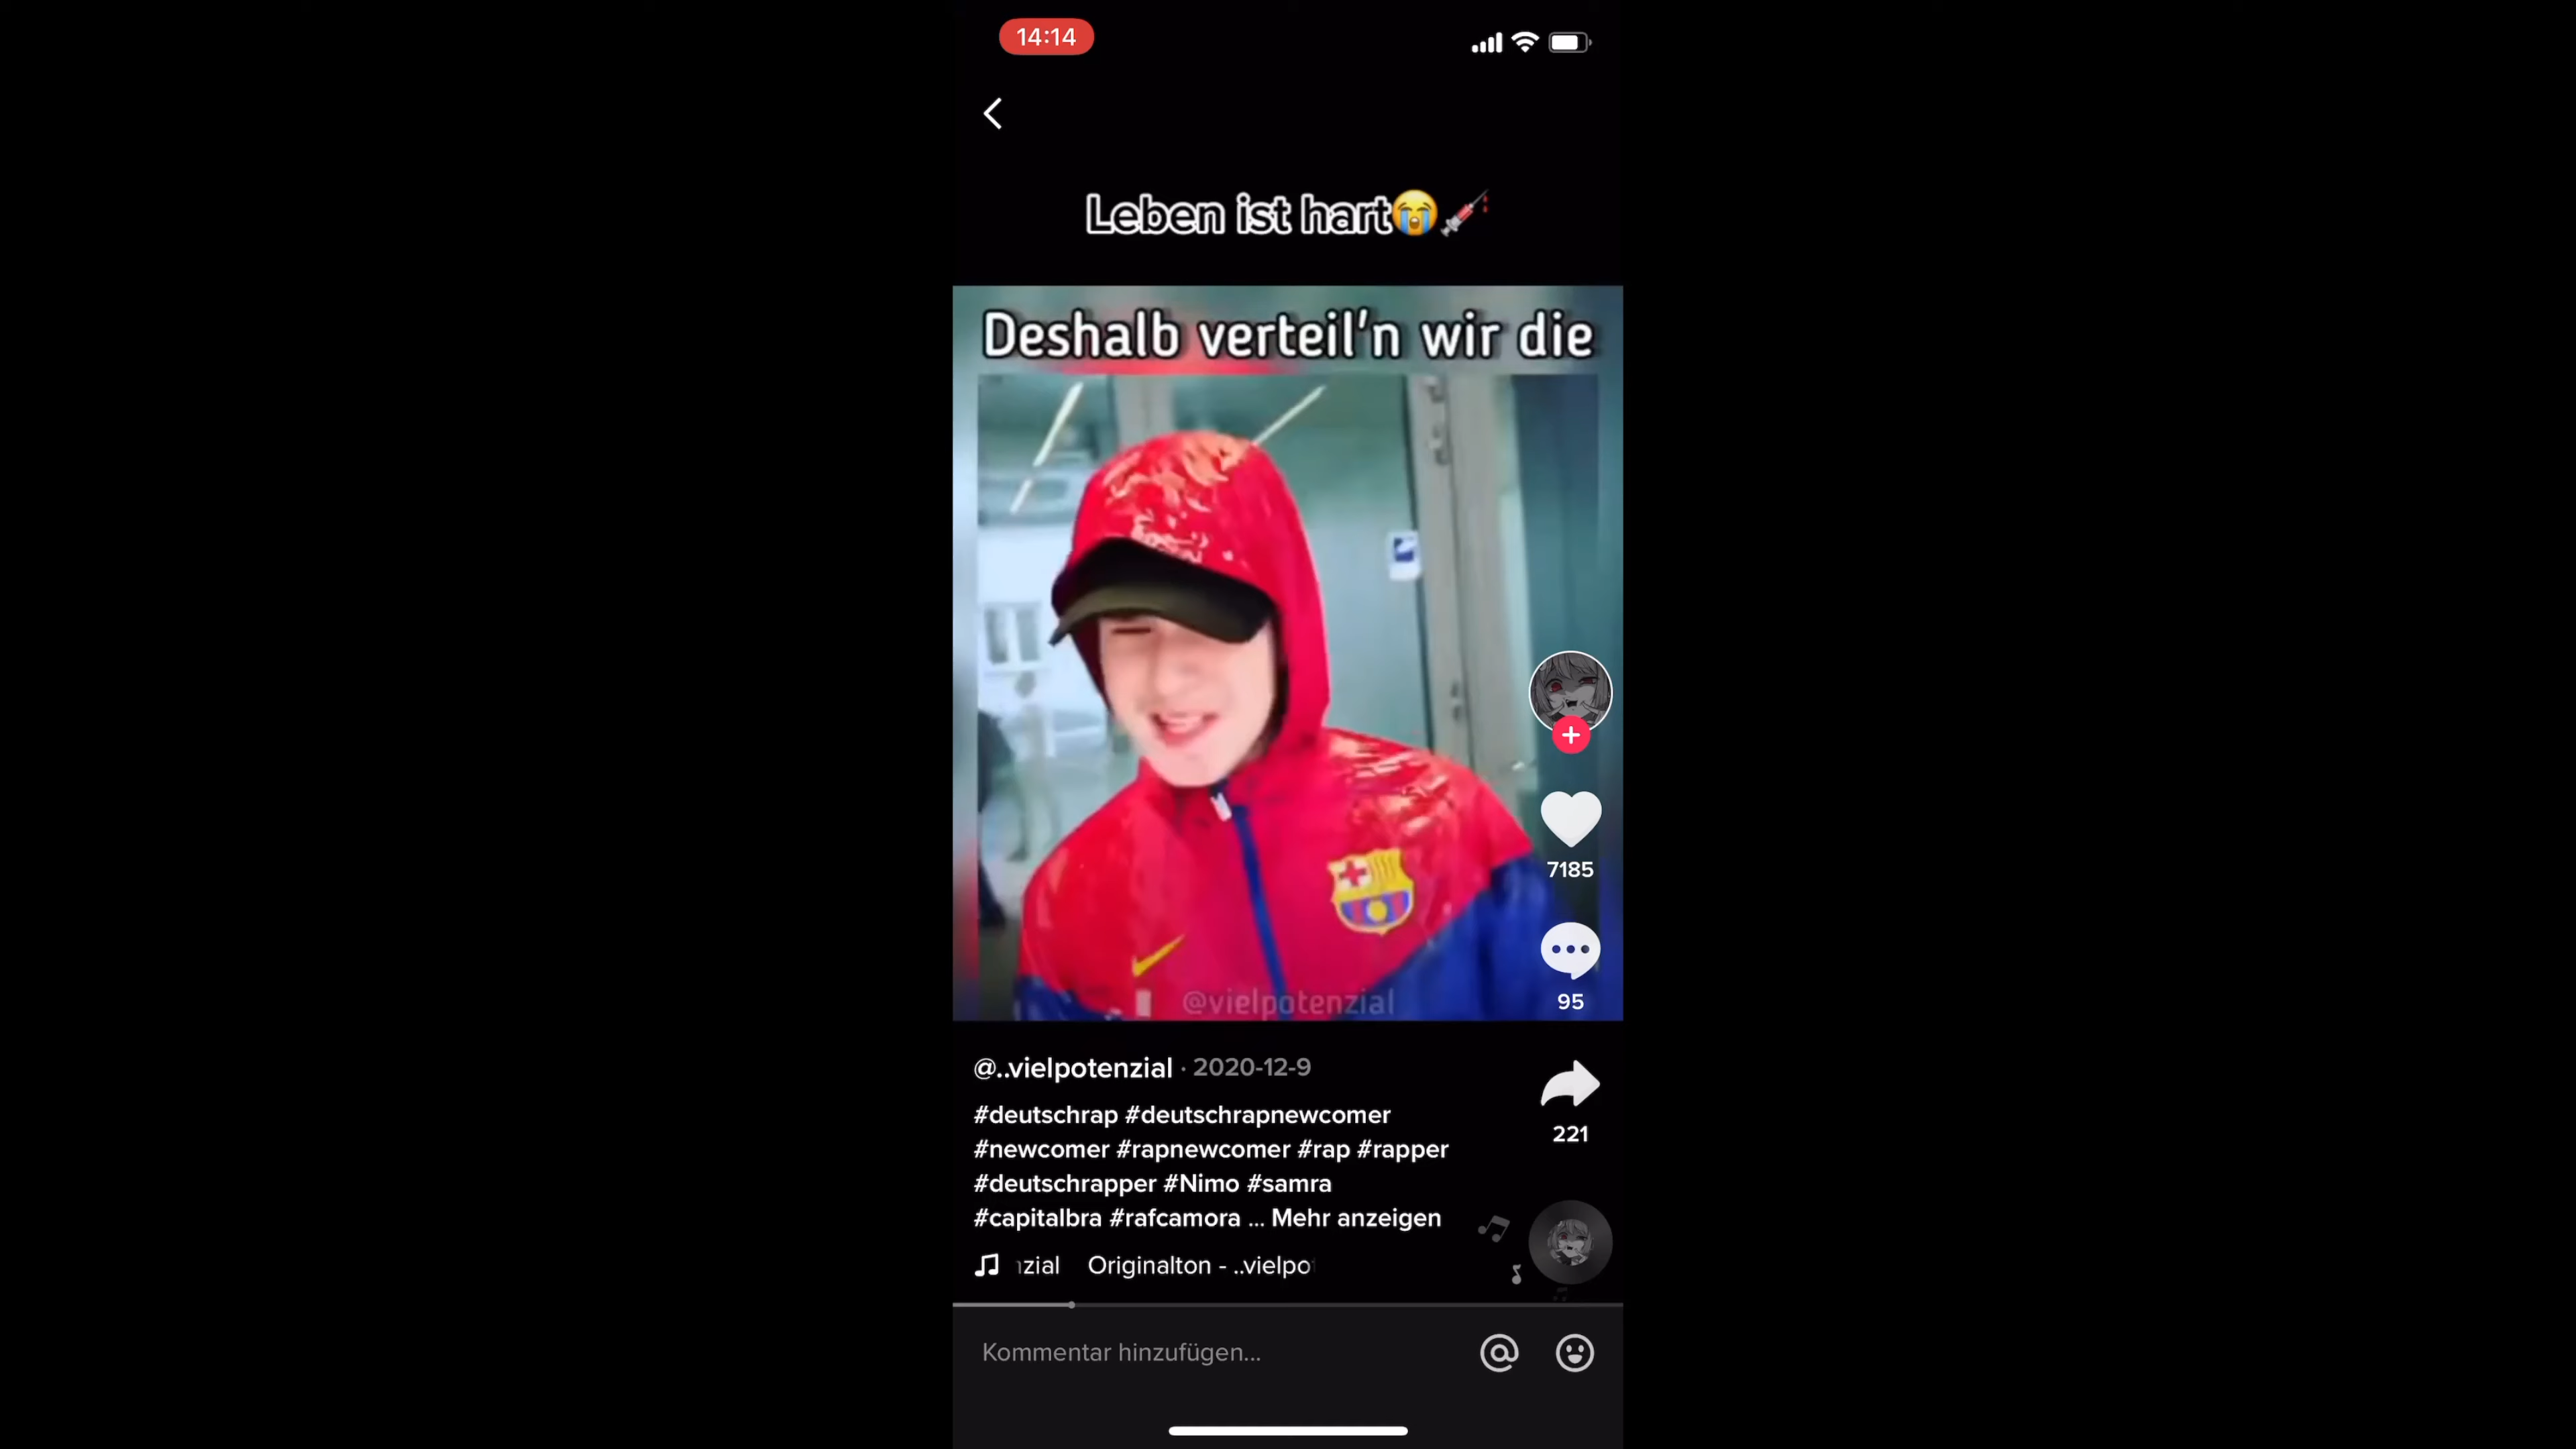 14:14
Leben ist hart😭💉
Deshalb verteil'n wir die
@vielpotenzial
7185
95
@..vielpotenzial · 2020-12-9
#deutschrap #deutschrapnewcomer
#newcomer #rapnewcomer #rap #rapper
#deutschrapper #Nimo #samra
#capitalbra #rafcamora ... Mehr anzeigen
221
nzial Originalton - ..vielpo
Kommentar hinzufügen...